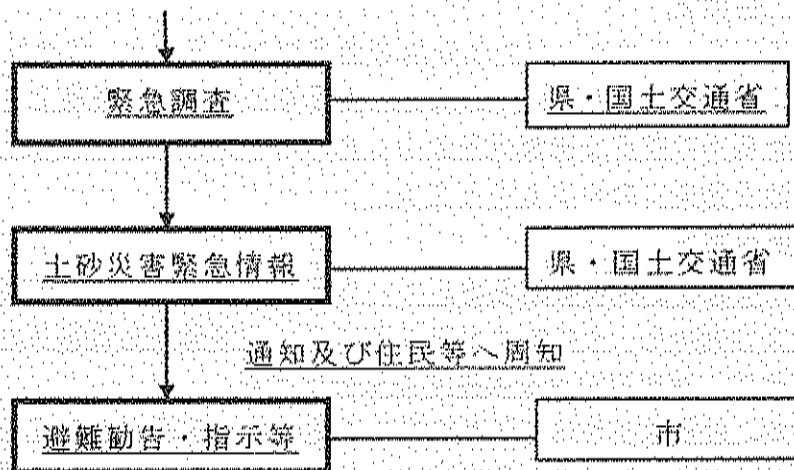 緊急調査
県・国土交通省
土砂災害緊急情報
県・国土交通省
通知及び住民等へ周知
避難勧告・指示等
市